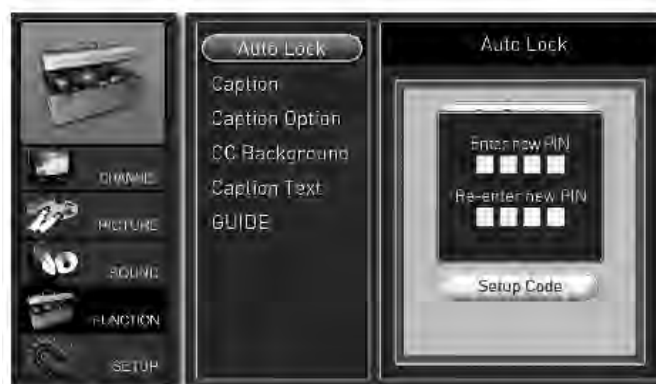 CHANNEL
PICTURE
SOUND
FUNCTION
SETUP
Auto Lock
Caption
Caption Option
CC Background
Caption Text
GUIDE
Auto Lock
Enter new PIN
Re-enter new PIN
Setup Code